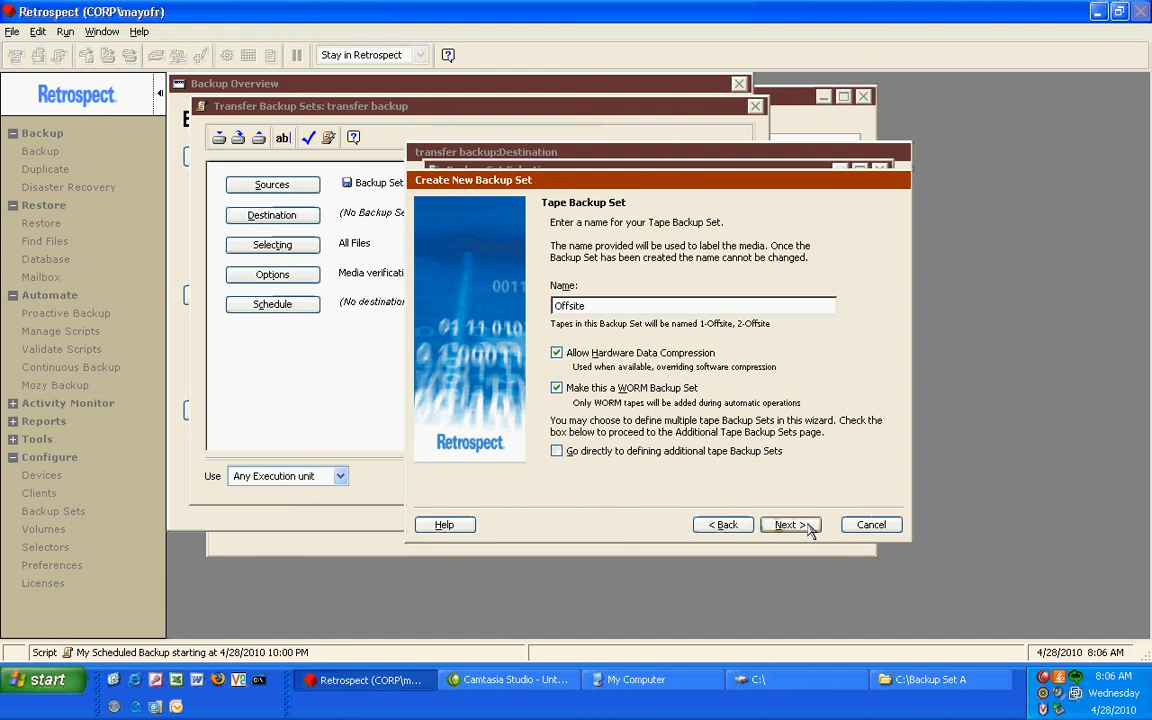 Retrospect (CORP\mayofr)
File Edit Run Window Help
Stay in Retrospect
Retrospect.
Backup
Backup
Duplicate
Disaster Recovery
Restore
Restore
Find Files
Database
Mailbox
Automate
Proactive Backup
Manage Scripts
Validate Scripts
Continuous Backup
Mozy Backup
Activity Monitor
Reports
Tools
Configure
Devices
Clients
Backup Sets
Volumes
Selectors
Preferences
Licenses
Backup Overview
Transfer Backup Sets: transfer backup
ab|
Sources Backup Set
Destination (No Backup Se
Selecting All Files
Options Media verificati
Schedule (No destination
Use Any Execution unit
transfer backup:Destination
Create New Backup Set
Tape Backup Set
Enter a name for your Tape Backup Set.
The name provided will be used to label the media. Once the
Backup Set has been created the name cannot be changed.
Name:
Offsite
Tapes in this Backup Set will be named 1-Offsite, 2-Offsite
Allow Hardware Data Compression
Used when available, overriding software compression
Make this a WORM Backup Set
Only WORM tapes will be added during automatic operations
You may choose to define multiple tape Backup Sets in this wizard. Check the
box below to proceed to the Additional Tape Backup Sets page.
Go directly to defining additional tape Backup Sets
Retrospect.
Help < Back Next > Cancel
Script My Scheduled Backup starting at 4/28/2010 10:00 PM
4/28/2010 8:06 AM
start
Retrospect (CORP\m...
Camtasia Studio - Unt...
My Computer
C:\
C:\Backup Set A
8:06 AM
Wednesday
4/28/2010